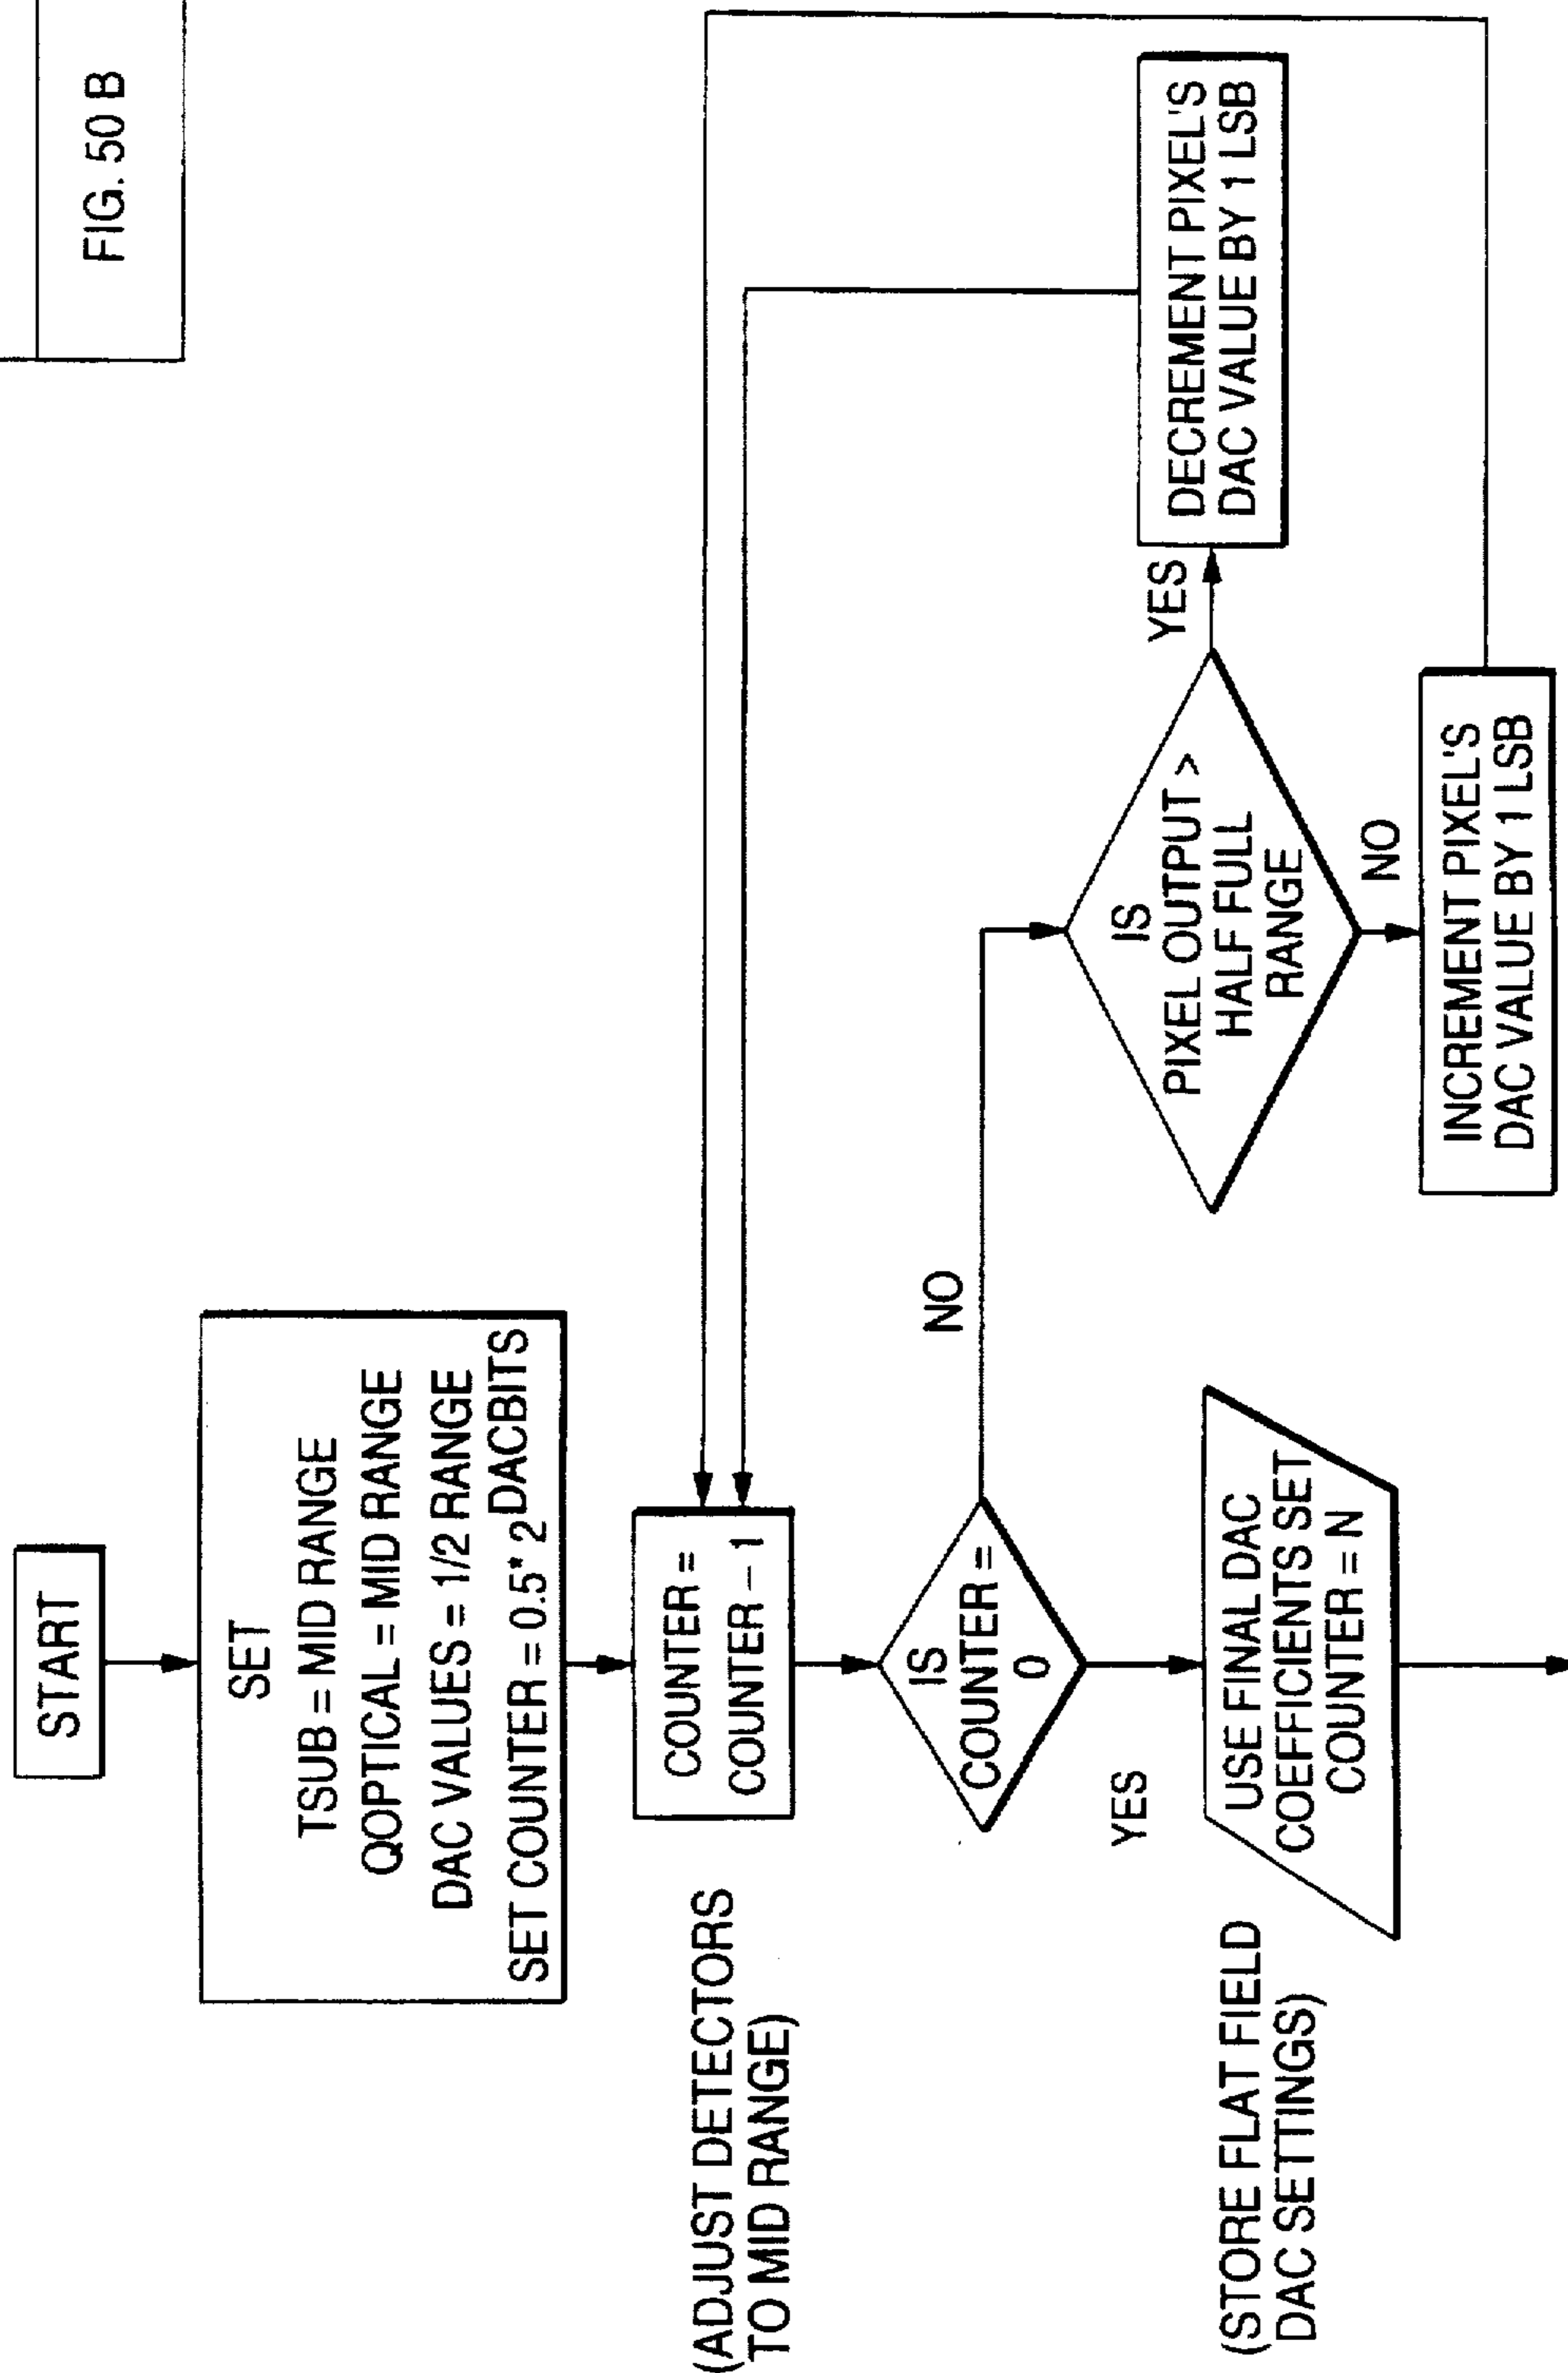 FIG. 50 B
START
SET
TSUB = MID RANGE
QOPTICAL = MID RANGE
DAC VALUES = 1/2 RANGE
SET COUNTER = 0.5* 2 DACBITS
(ADJUST DETECTORS
TO MID RANGE)
COUNTER =
COUNTER – 1
IS
COUNTER =
0
NO
YES
IS
PIXEL OUTPUT >
HALF FULL
RANGE
YES
DECREMENT PIXEL'S
DAC VALUE BY 1 LSB
NO
INCREMENT PIXEL'S
DAC VALUE BY 1 LSB
(STORE FLAT FIELD
DAC SETTINGS)
USE FINAL DAC
COEFFICIENTS SET
COUNTER = N